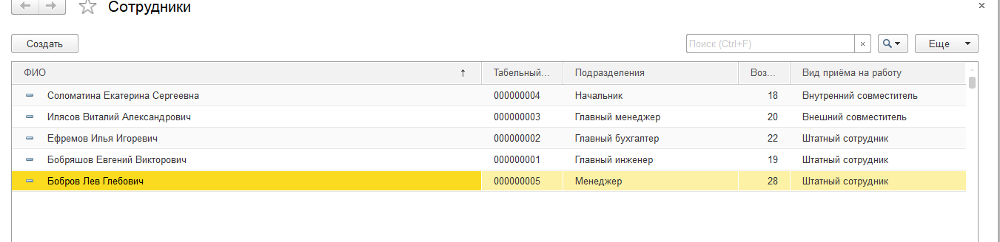 Сотрудники
Создать Поиск (Ctrl+F) Еще
ФИО Табельный... Подразделения Воз... Вид приёма на работу
Соломатина Екатерина Сергеевна 000000004 Начальник 18 Внутренний совместитель
Илясов Виталий Александрович 000000003 Главный менеджер 20 Внешний совместитель
Ефремов Илья Игоревич 000000002 Главный бухгалтер 22 Штатный сотрудник
Бобряшов Евгений Викторович 000000001 Главный инженер 19 Штатный сотрудник
Бобров Лев Глебович 000000005 Менеджер 28 Штатный сотрудник